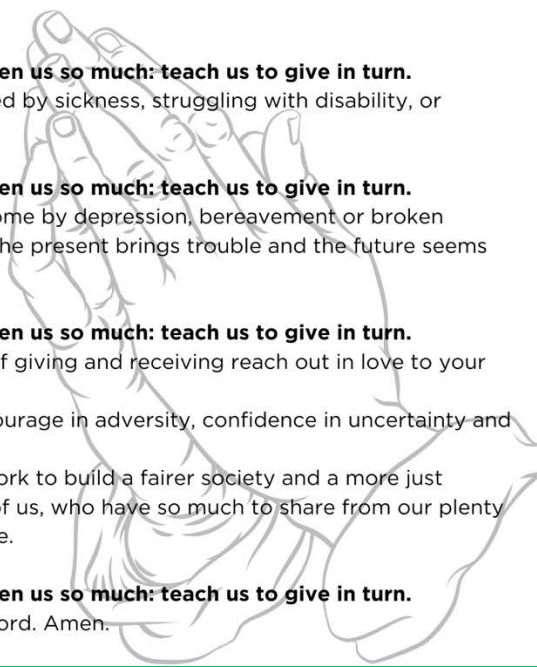 en us so much: teach us to give in turn.
ed by sickness, struggling with disability, or
en us so much: teach us to give in turn.
ome by depression, bereavement or broken
he present brings trouble and the future seems
en us so much: teach us to give in turn.
f giving and receiving reach out in love to your
ourage in adversity, confidence in uncertainty and
ork to build a fairer society and a more just
of us, who have so much to share from our plenty
e.
en us so much: teach us to give in turn.
ord. Amen.